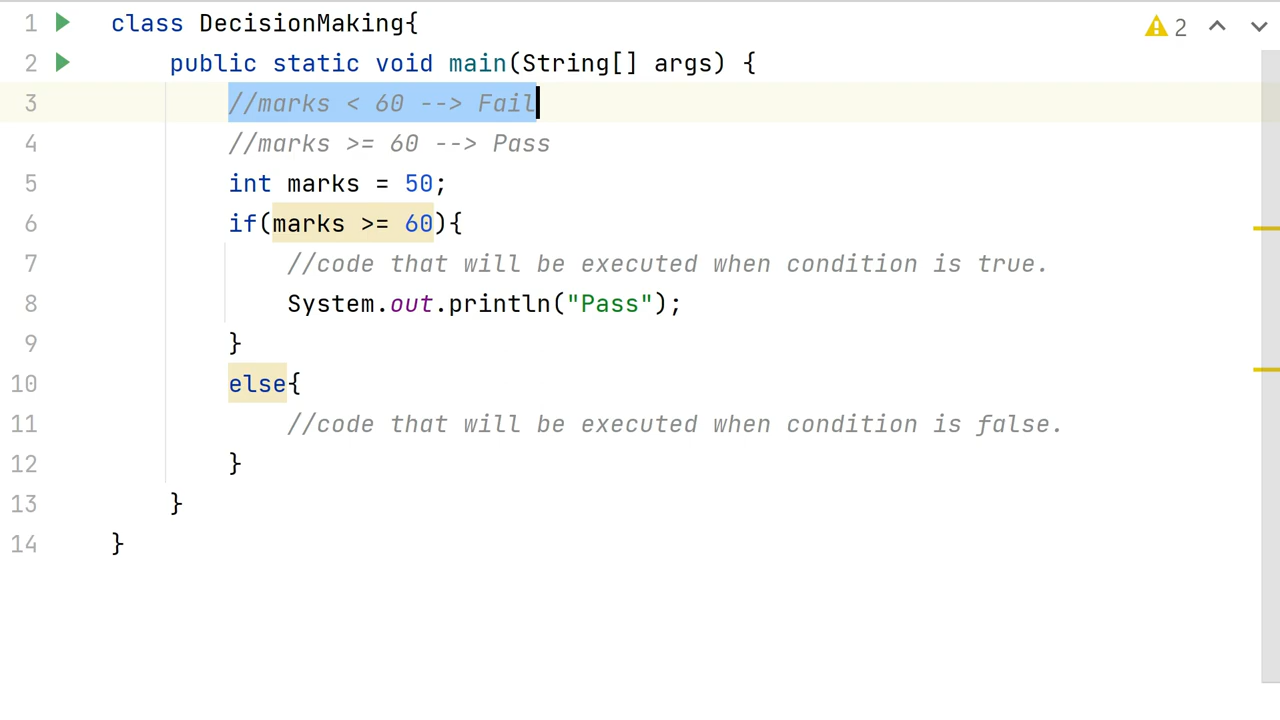 1 class DecisionMaking{ 2
2 public static void main(String[] args) {
3 //marks < 60 --> Fail
4 //marks >= 60 --> Pass
5 int marks = 50;
6 if(marks >= 60){
7 //code that will be executed when condition is true.
8 System.out.println("Pass");
9 }
10 else{
11 //code that will be executed when condition is false.
12 }
13 }
14 }